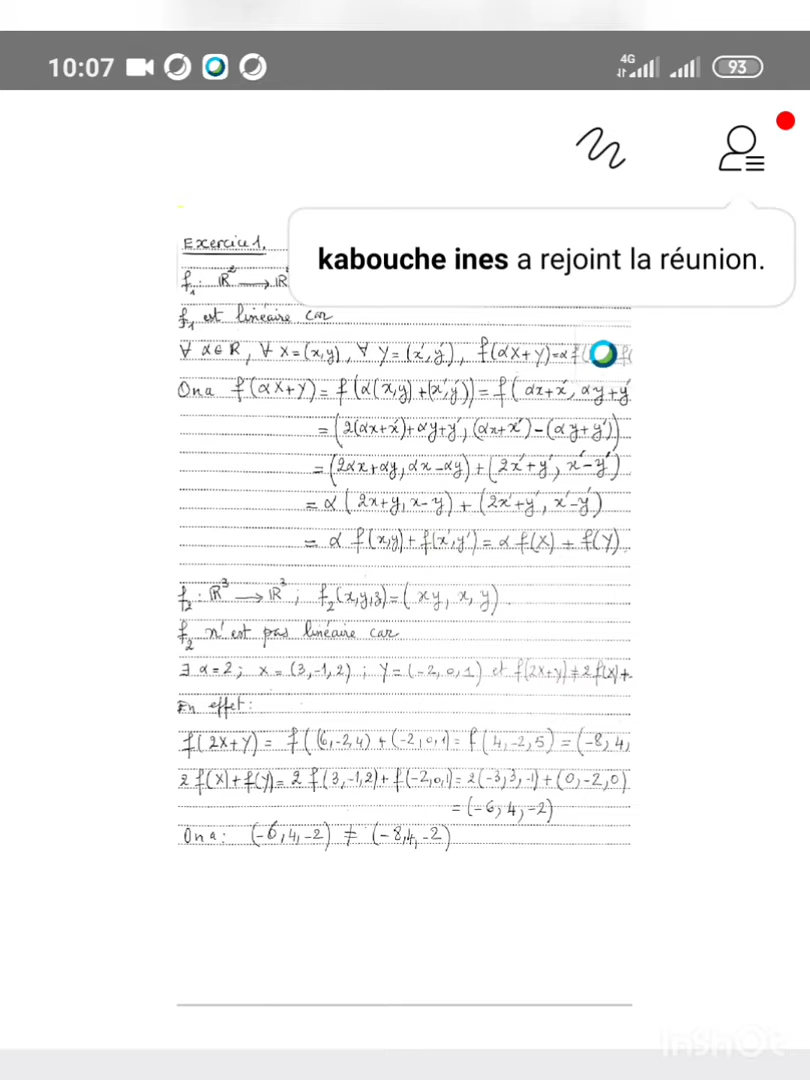 10:07
4G
93
kabouche ines a rejoint la réunion.
Exercice 1.
f₁: ℝ² → ℝ
f₁ est linéaire car
∀ α∈ℝ, ∀ X=(x,y), ∀ Y=(x',y'), f(αX+Y)=αf(
On a f(αX+Y)=f(α(x,y)+(x',y'))=f(αx+x', αy+y'
=(2(αx+x')+αy+y', (αx+x')-(αy+y'))
=(2αx+αy, αx-αy)+(2x'+y', x'-y')
=α(2x+y, x-y)+(2x'+y', x'-y')
= α f(x,y)+f(x',y')=α f(X)+f(Y).
f₂: ℝ³ → ℝ³; f₂(x,y,z)=(xy, x, y).
f₂ n'est pas linéaire car
∃ α=2; X=(3,-1,2); Y=(-2,0,1) et f(2X+Y)≠2f(X)+
En effet:
f(2X+Y)=f((6,-2,4)+(-2,0,1)=f(4,-2,5)=(-8,4,
2f(X)+f(Y)=2f(3,-1,2)+f(-2,0,1)=2(-3,3,-1)+(0,-2,0)
=(-6,4,-2)
On a: (-6,4,-2) ≠ (-8,4,-2)
InShOt